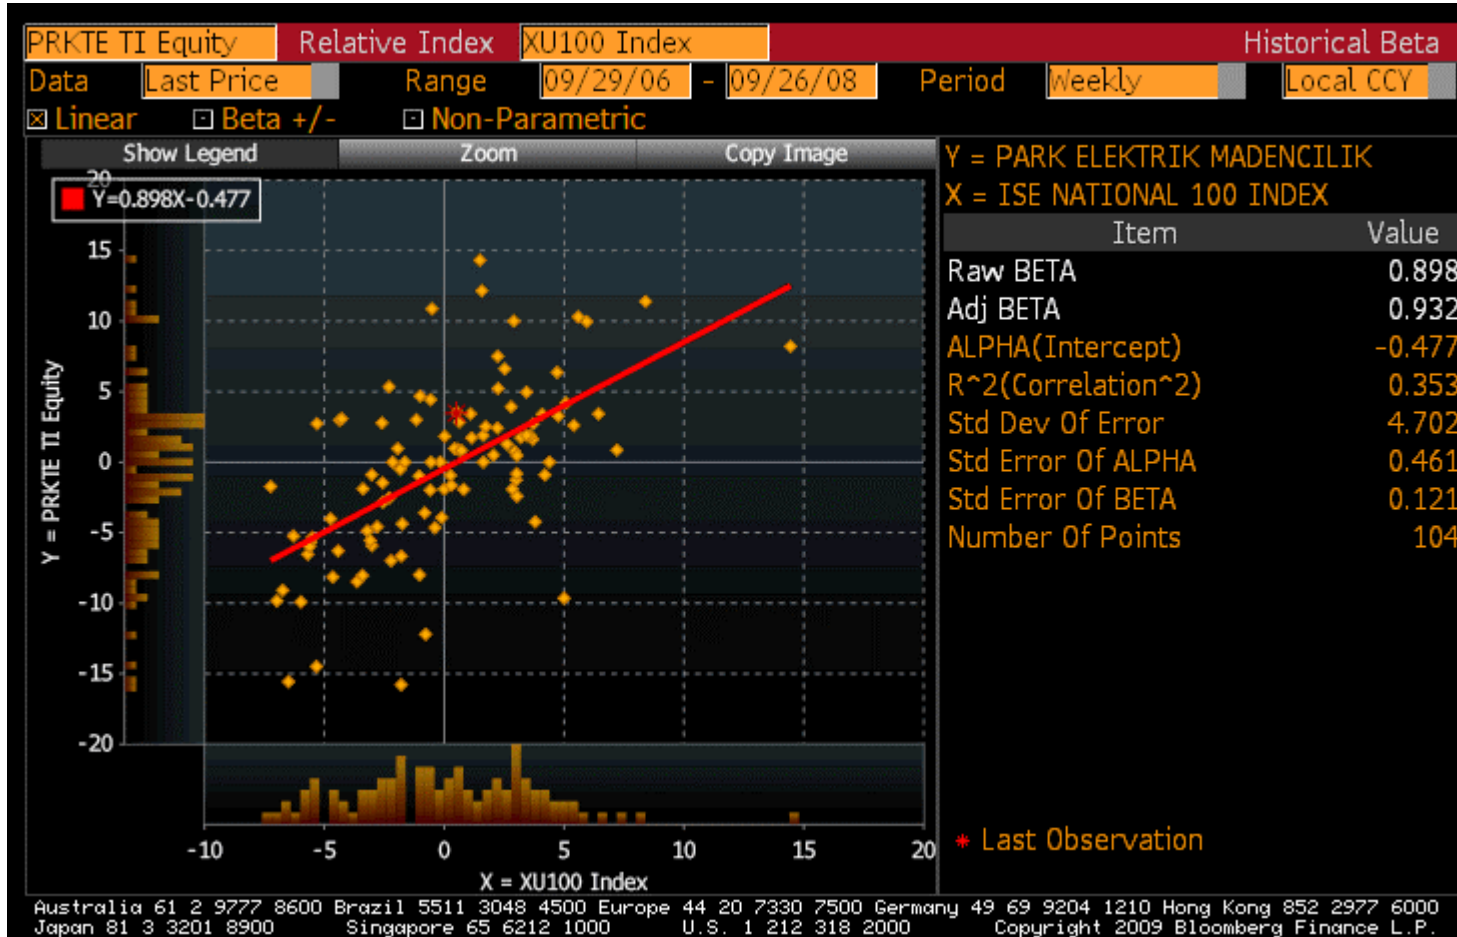 PRKTE TI Equity Relative Index XU100 Index Historical Beta
Data Last Price Range 09/29/06 - 09/26/08 Period Weekly Local CCY
Linear Beta +/- Non-Parametric
Show Legend Zoom Copy Image
Y = PARK ELEKTRIK MADENCILIK
X = ISE NATIONAL 100 INDEX
Item Value
Raw BETA 0.898
Adj BETA 0.932
ALPHA(Intercept) -0.477
R^2(Correlation^2) 0.353
Std Dev Of Error 4.702
Std Error Of ALPHA 0.461
Std Error Of BETA 0.121
Number Of Points 104
* Last Observation
20
Y=0.898X-0.477
15
10
5
0
-5
-10
-15
-20
Y = PRKTE TI Equity
-10 -5 0 5 10 15 20
X = XU100 Index
Australia 61 2 9777 8600 Brazil 5511 3048 4500 Europe 44 20 7330 7500 Germany 49 69 9204 1210 Hong Kong 852 2977 6000
Japan 81 3 3201 8900 Singapore 65 6212 1000 U.S. 1 212 318 2000 Copyright 2009 Bloomberg Finance L.P.